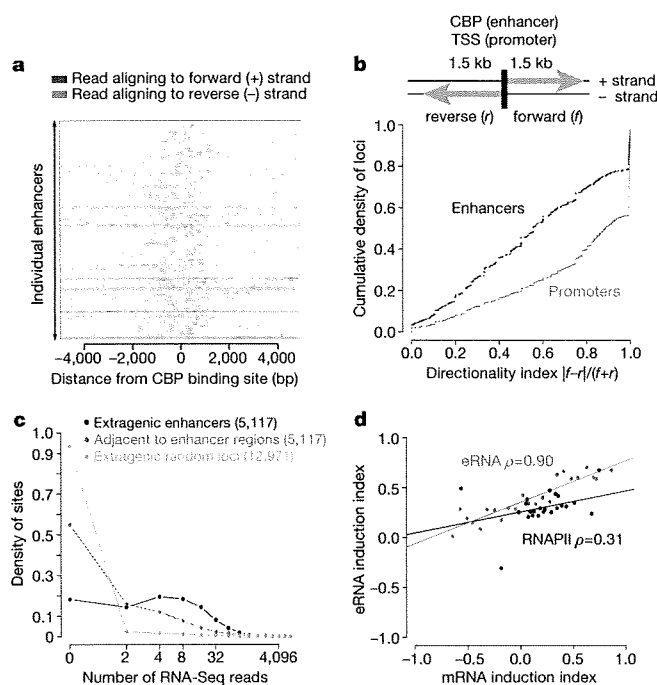 a
Read aligning to forward (+) strand
Read aligning to reverse (–) strand
Individual enhancers
–4,000 –2,000 0 2,000 4,000
Distance from CBP binding site (bp)
b
CBP (enhancer)
TSS (promoter)
1.5 kb 1.5 kb
+ strand
– strand
reverse (r) forward (f)
Cumulative density of loci
1.0
0.8
0.6
0.4
0.2
0.0
Enhancers
Promoters
0.0 0.2 0.4 0.6 0.8 1.0
Directionality index |f–r|/(f+r)
c
Extragenic enhancers (5,117)
Adjacent to enhancer regions (5,117)
Extragenic random loci (12,971)
Density of sites
1.0
0.9
0.7
0.5
0.3
0.1
0
0 2 4 8 32 4,096
Number of RNA-Seq reads
d
eRNA induction index
1.0
0.5
0.0
–0.5
–1.0
eRNA ρ=0.90
RNAPII ρ=0.31
–1.0 –0.5 0.0 0.5 1.0
mRNA induction index